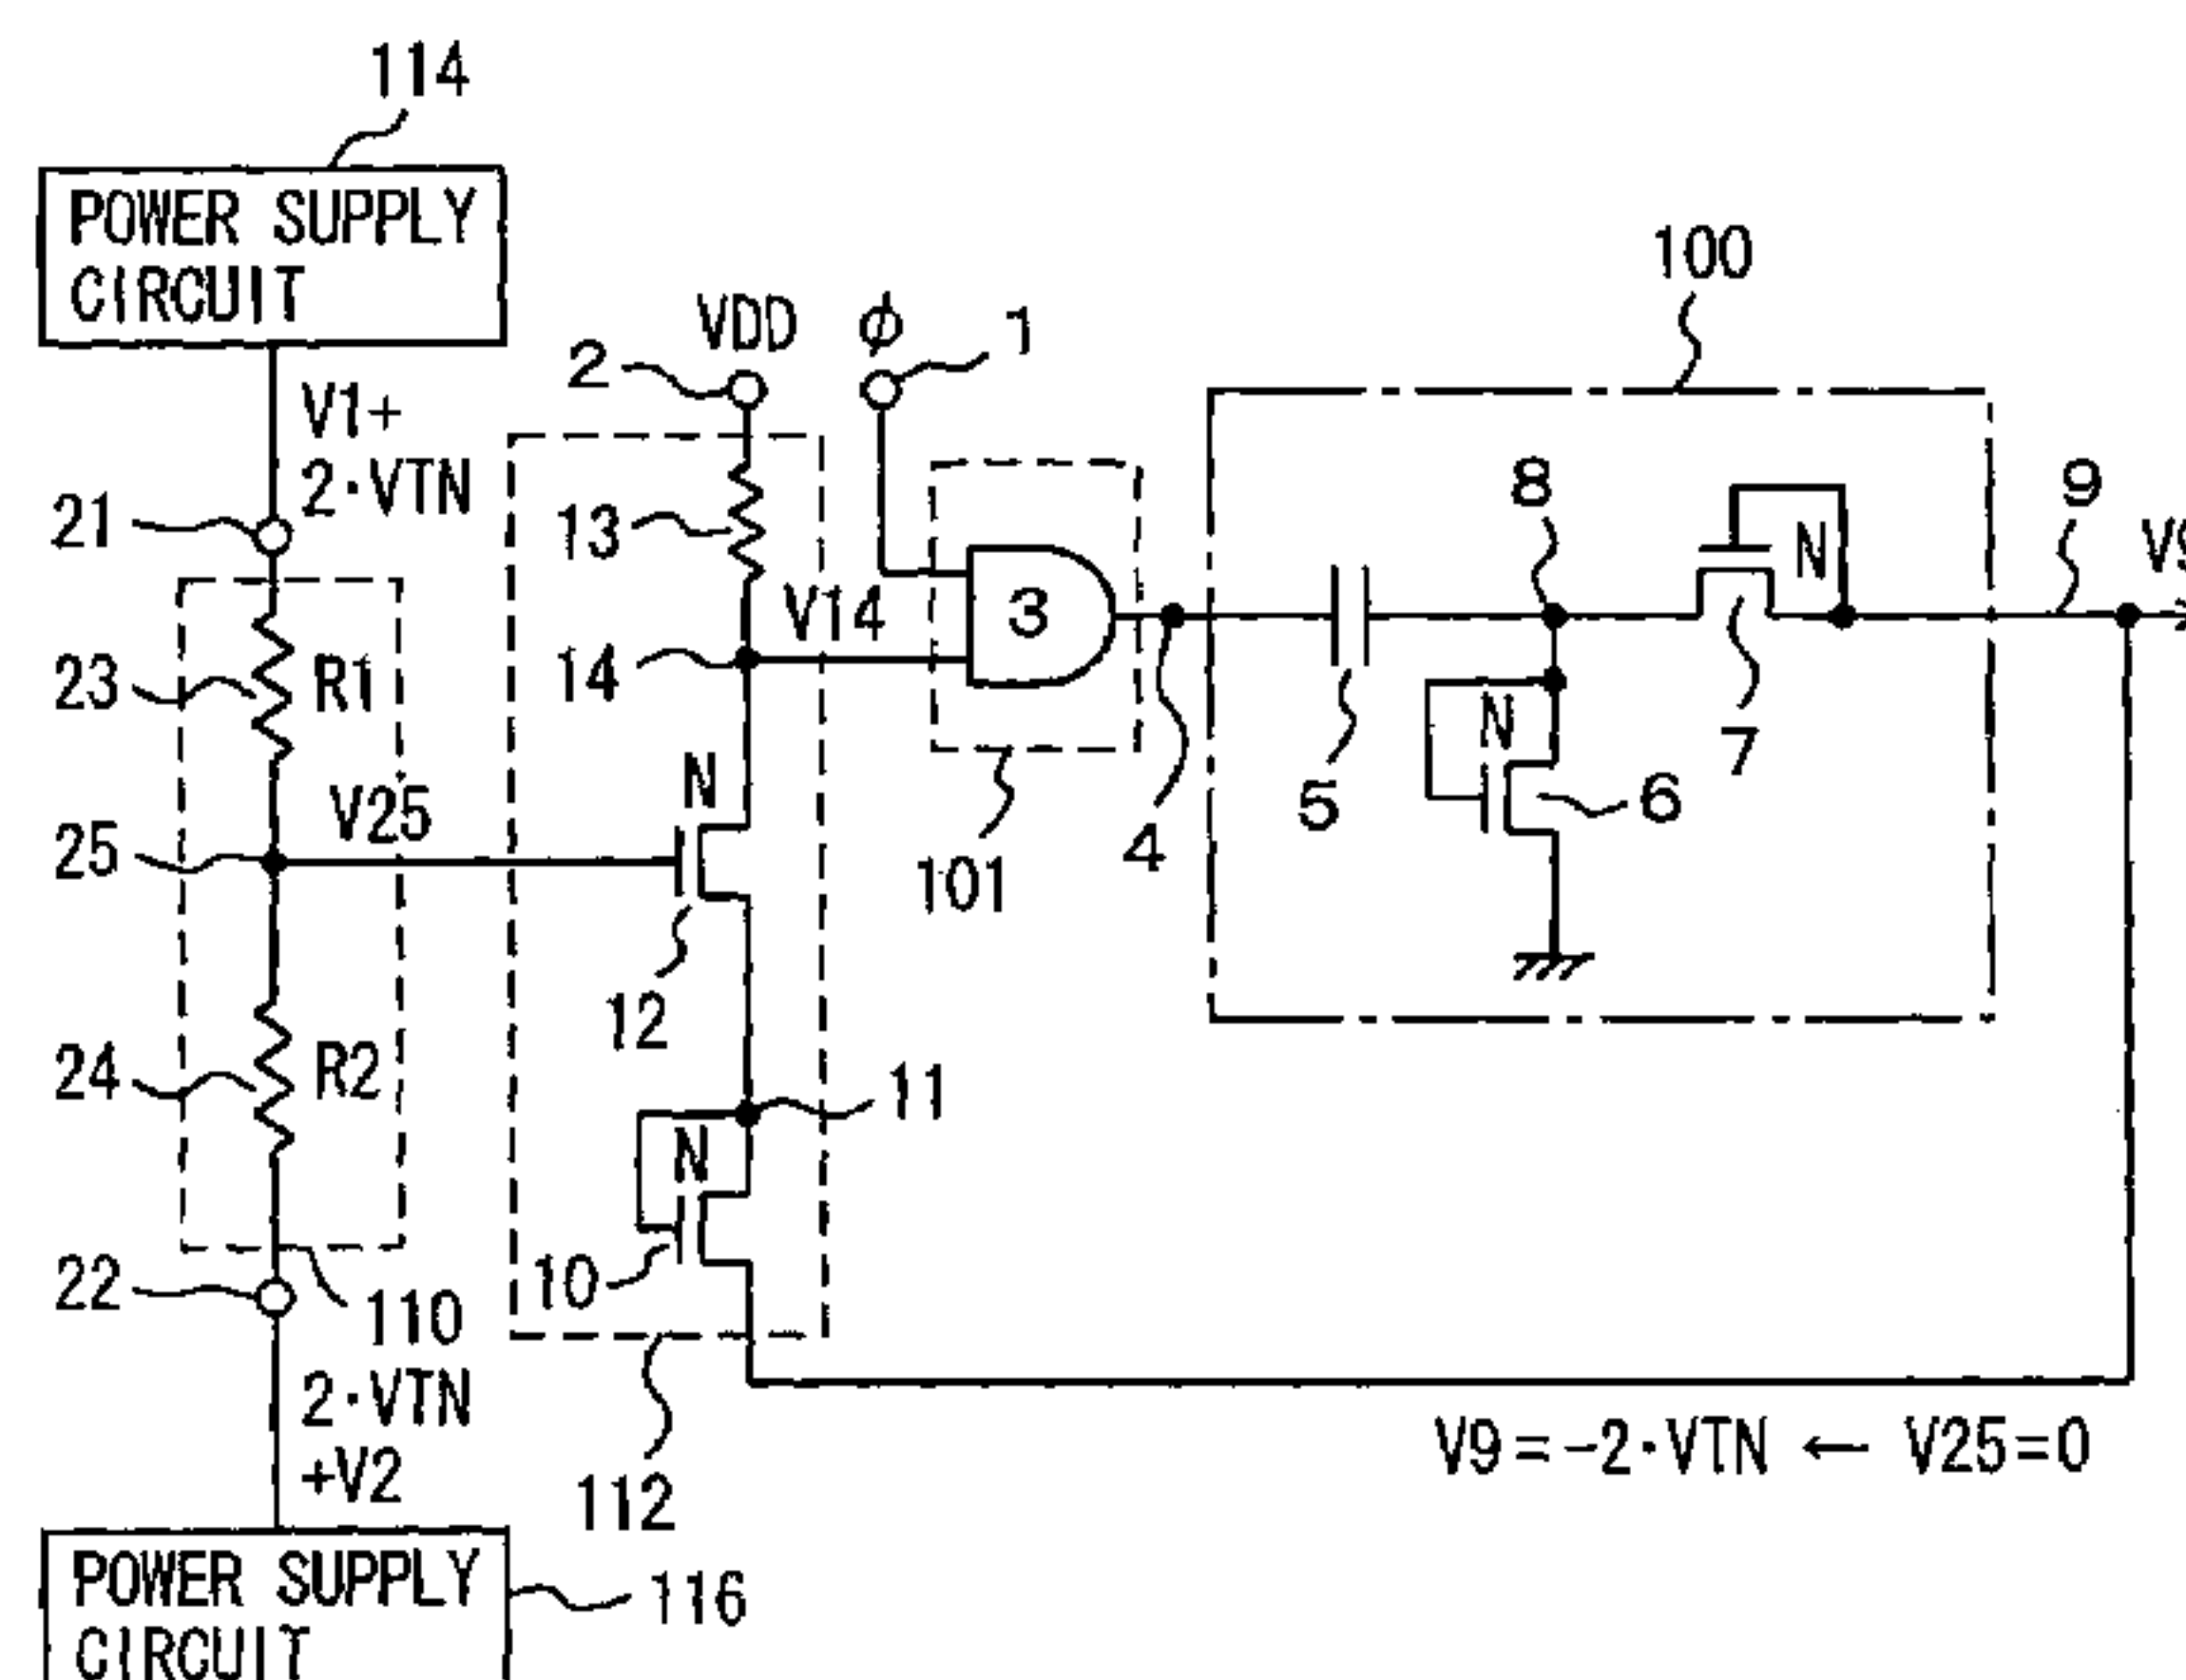 114
POWER SUPPLY
CIRCUIT
V1+
2·VTN
21
23
R1
V25
25
24
R2
22
110
2·VTN
+V2
POWER SUPPLY
CIRCUIT
116
VDD
φ
1
2
13
V14
14
3
N
12
11
N
10
112
101
4
100
8
N
9
5
N
6
7
V9=-2·VTN ← V25=0